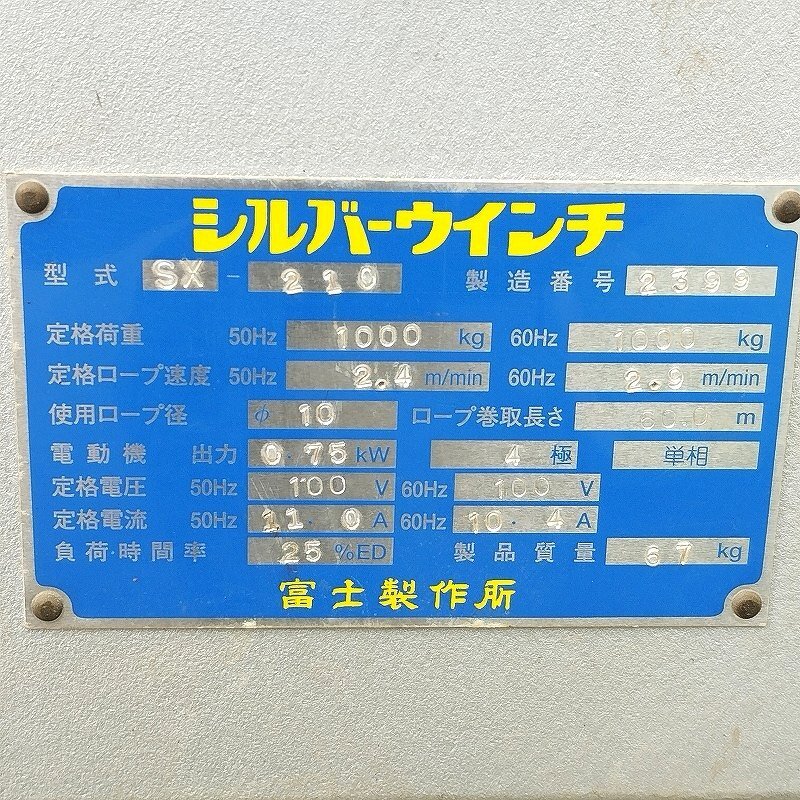 シルバーウインチ
型式 SX - 210 製造番号 2399
定格荷重 50Hz 1000 kg 60Hz 1000 kg
定格ロープ速度 50Hz 2.4 m/min 60Hz 2.9 m/min
使用ロープ径 φ 10 ロープ巻取長さ m
電動機 出力 0.75 kW 4 極 単相
定格電圧 50Hz 100 V 60Hz 100 V
定格電流 50Hz 11.0 A 60Hz 10.4 A
負荷・時間率 25 %ED 製品質量 67 kg
富士製作所